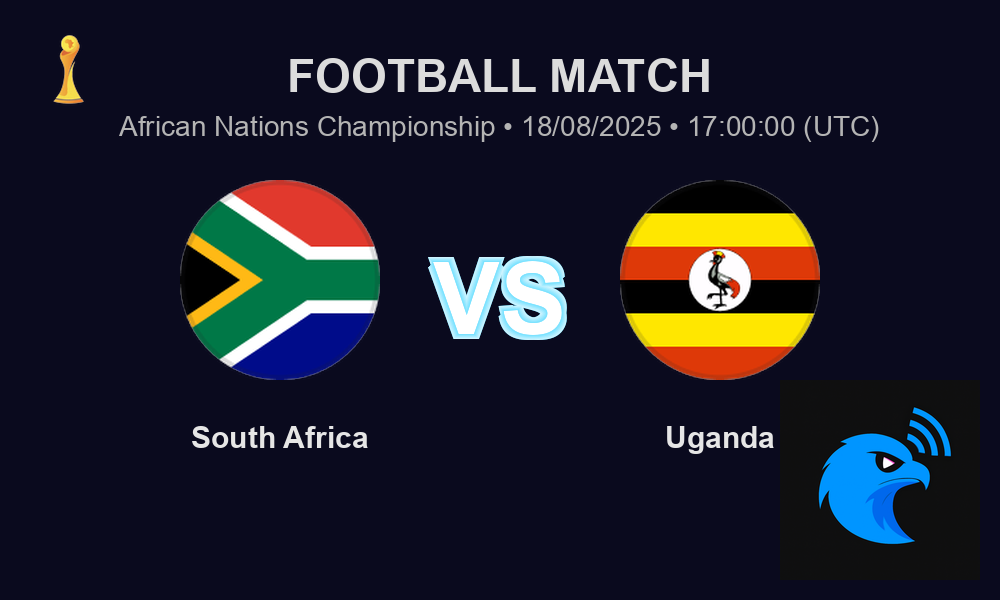 FOOTBALL MATCH
African Nations Championship • 18/08/2025 • 17:00:00 (UTC)
VS
South Africa
Uganda